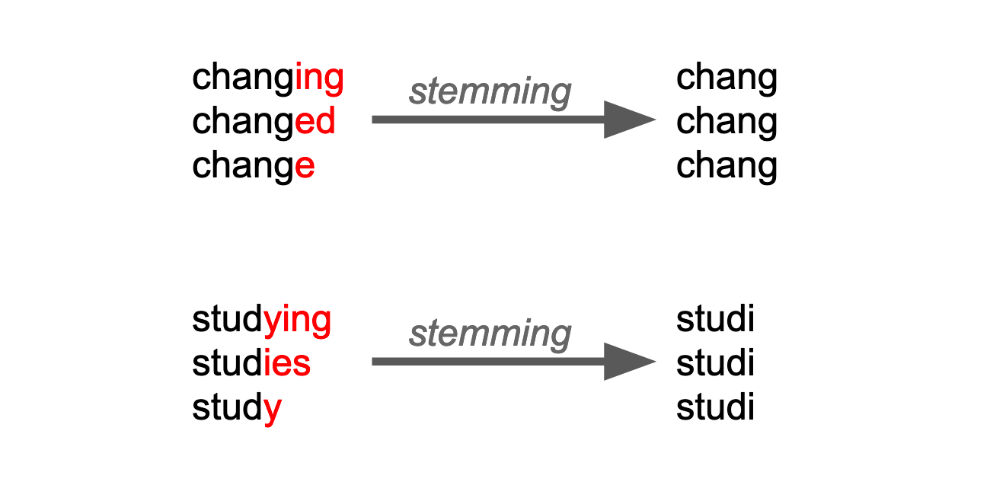 changing
changed
change
stemming
chang
chang
chang
studying
studies
study
stemming
studi
studi
studi